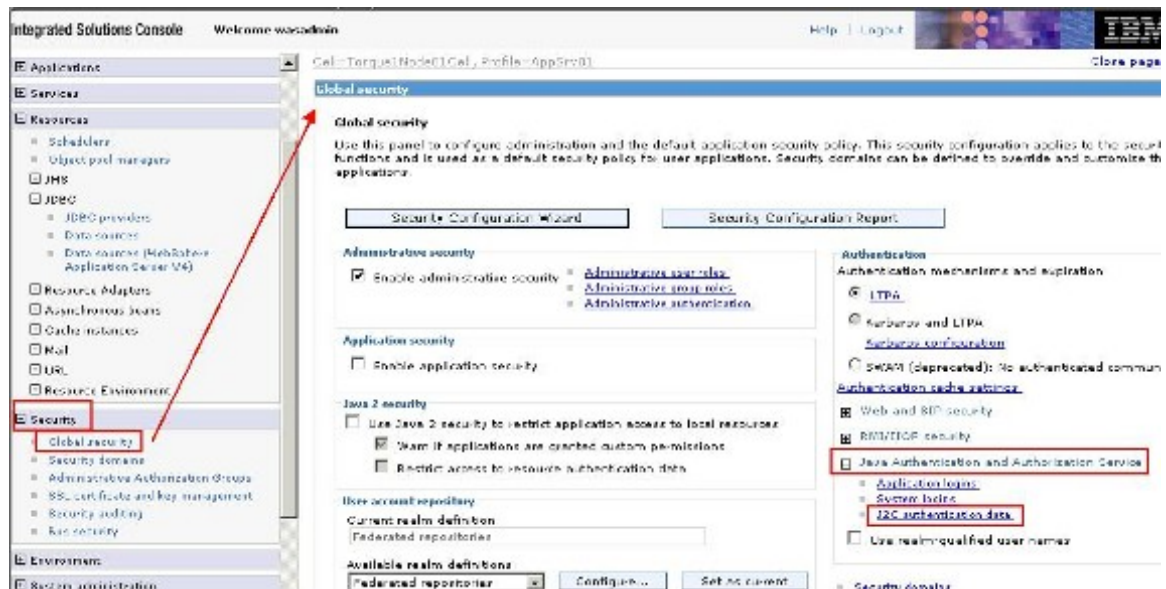 Integrated Solutions Console Welcome wasadmin
Help | Logout
IBM
Cell=Torque1Node01Cell, Profile=AppSrv01
Close page
Applications
Services
Resources
Schedulers
Object pool managers
JMS
JDBC
JDBC providers
Data sources
Data sources (WebSphere
Application Server V4)
Resource Adapters
Asynchronous beans
Cache instances
Mail
URL
Resource Environment
Security
Global security
Security domains
Administrative Authorization Groups
SSL certificate and key management
Security auditing
Bus security
Environment
System administration
Global security
Global security
Use this panel to configure administration and the default application security policy. This security configuration applies to the securi
functions and is used as a default security policy for user applications. Security domains can be defined to override and customize th
applications.
Security Configuration Wizard
Security Configuration Report
Administrative security
Enable administrative security
Administrative user roles
Administrative group roles
Administrative authentication
Application security
Enable application security
Java 2 security
Use Java 2 security to restrict application access to local resources
Warn if applications are granted custom permissions
Restrict access to resource authentication data
User account repository
Current realm definition
Federated repositories
Available realm definitions
Federated repositories
Configure...
Set as current
Authentication
Authentication mechanisms and expiration
LTPA
Kerberos and LTPA
Kerberos configuration
SWAM (deprecated): No authenticated commun
Authentication cache settings
Web and SIP security
RMI/IIOP security
Java Authentication and Authorization Service
Application logins
System logins
J2C authentication data
Use realm-qualified user names
Security domains